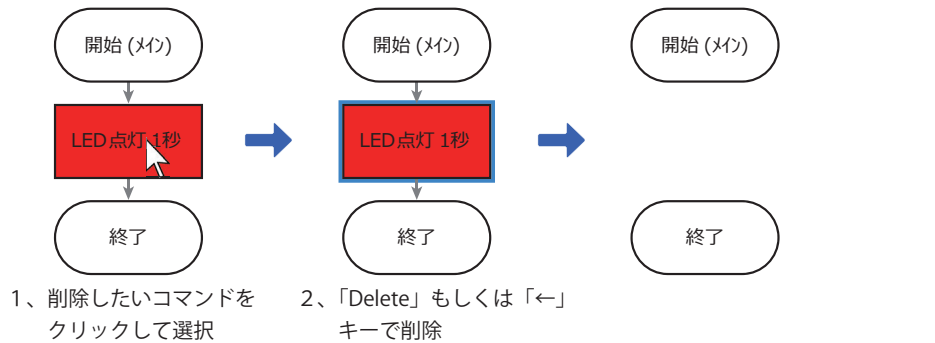 開始 (ﾒｲﾝ)
LED点灯 1秒
終了
開始 (ﾒｲﾝ)
LED点灯 1秒
終了
開始 (ﾒｲﾝ)
終了
1、削除したいコマンドを
クリックして選択
2、「Delete」もしくは「←」
キーで削除